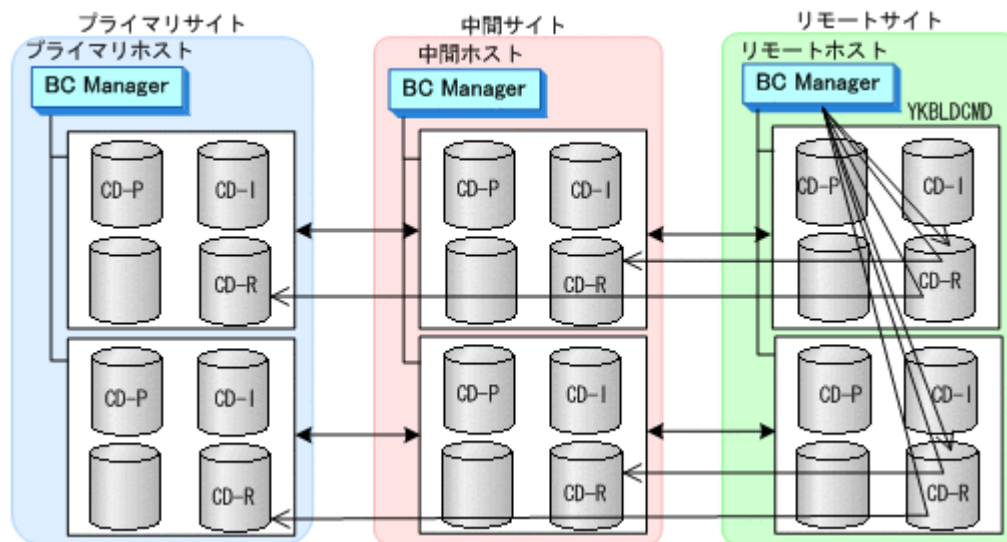 プライマリサイト
中間サイト
リモートサイト
プライマリホスト
中間ホスト
リモートホスト
BC Manager
BC Manager
BC Manager
YKBLDCMD
CD-P
CD-I
CD-P
CD-I
CD-P
CD-I
CD-R
CD-R
CD-R
CD-P
CD-I
CD-P
CD-I
CD-P
CD-I
CD-R
CD-R
CD-R